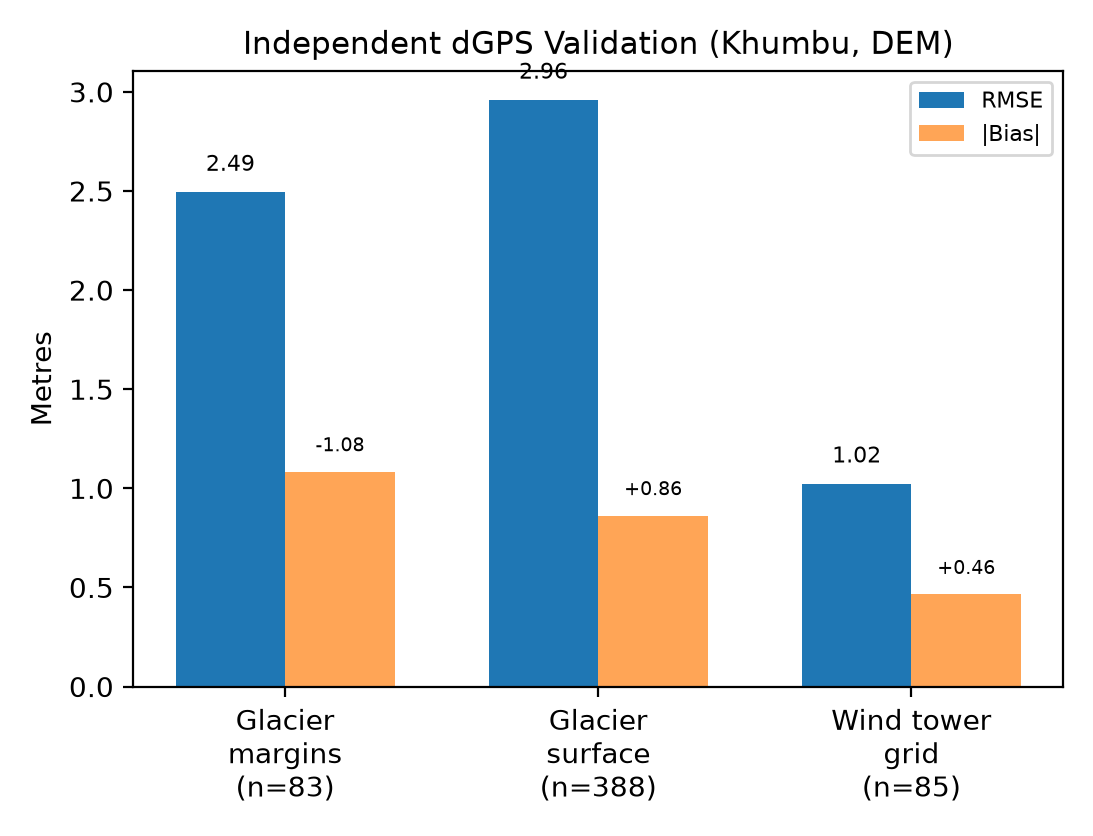 Independent dGPS Validation (Khumbu, DEM)
RMSE
|Bias|
Metres
3.0
2.5
2.0
1.5
1.0
0.5
0.0
2.49
-1.08
2.96
+0.86
1.02
+0.46
Glacier
margins
(n=83)
Glacier
surface
(n=388)
Wind tower
grid
(n=85)